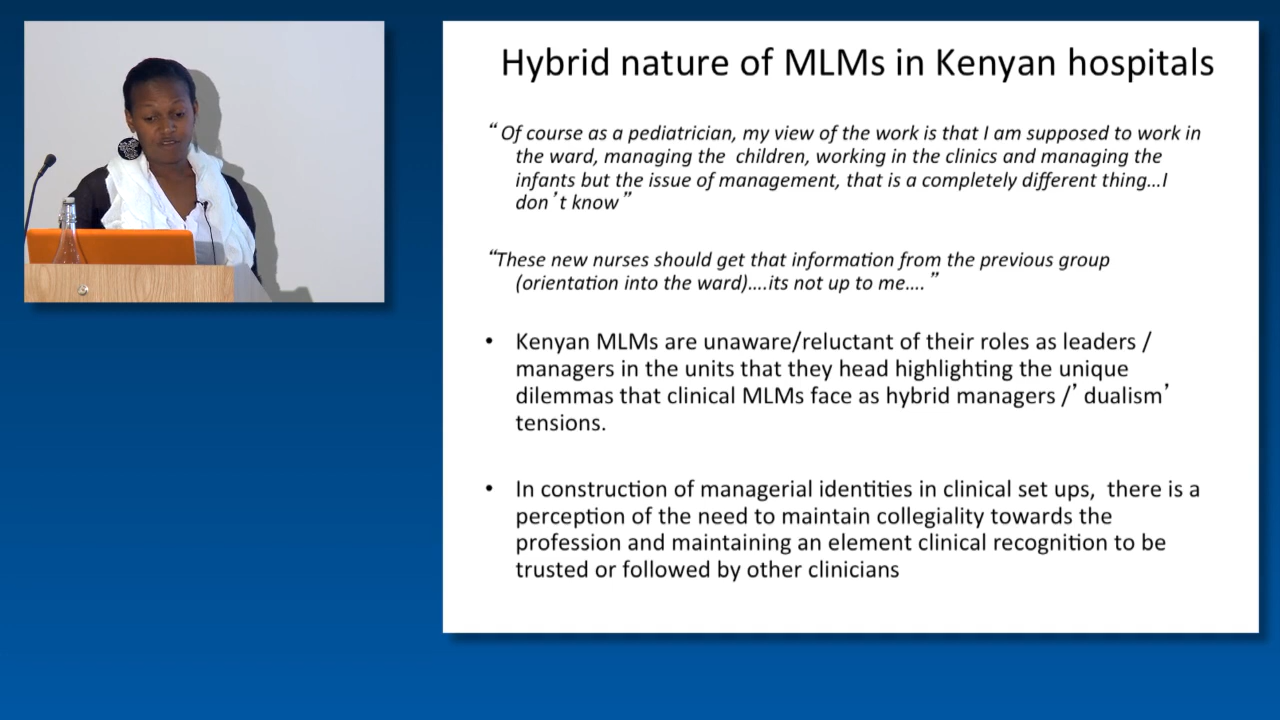 Hybrid nature of MLMs in Kenyan hospitals
“ Of course as a pediatrician, my view of the work is that I am supposed to work in
the ward, managing the  children, working in the clinics and managing the
infants but the issue of management, that is a completely different thing…I
don’t know”
“These new nurses should get that information from the previous group
(orientation into the ward)….its not up to me….”
• Kenyan MLMs are unaware/reluctant of their roles as leaders /
managers in the units that they head highlighting the unique
dilemmas that clinical MLMs face as hybrid managers /’ dualism’
tensions.
• In construction of managerial identities in clinical set ups,  there is a
perception of the need to maintain collegiality towards the
profession and maintaining an element clinical recognition to be
trusted or followed by other clinicians